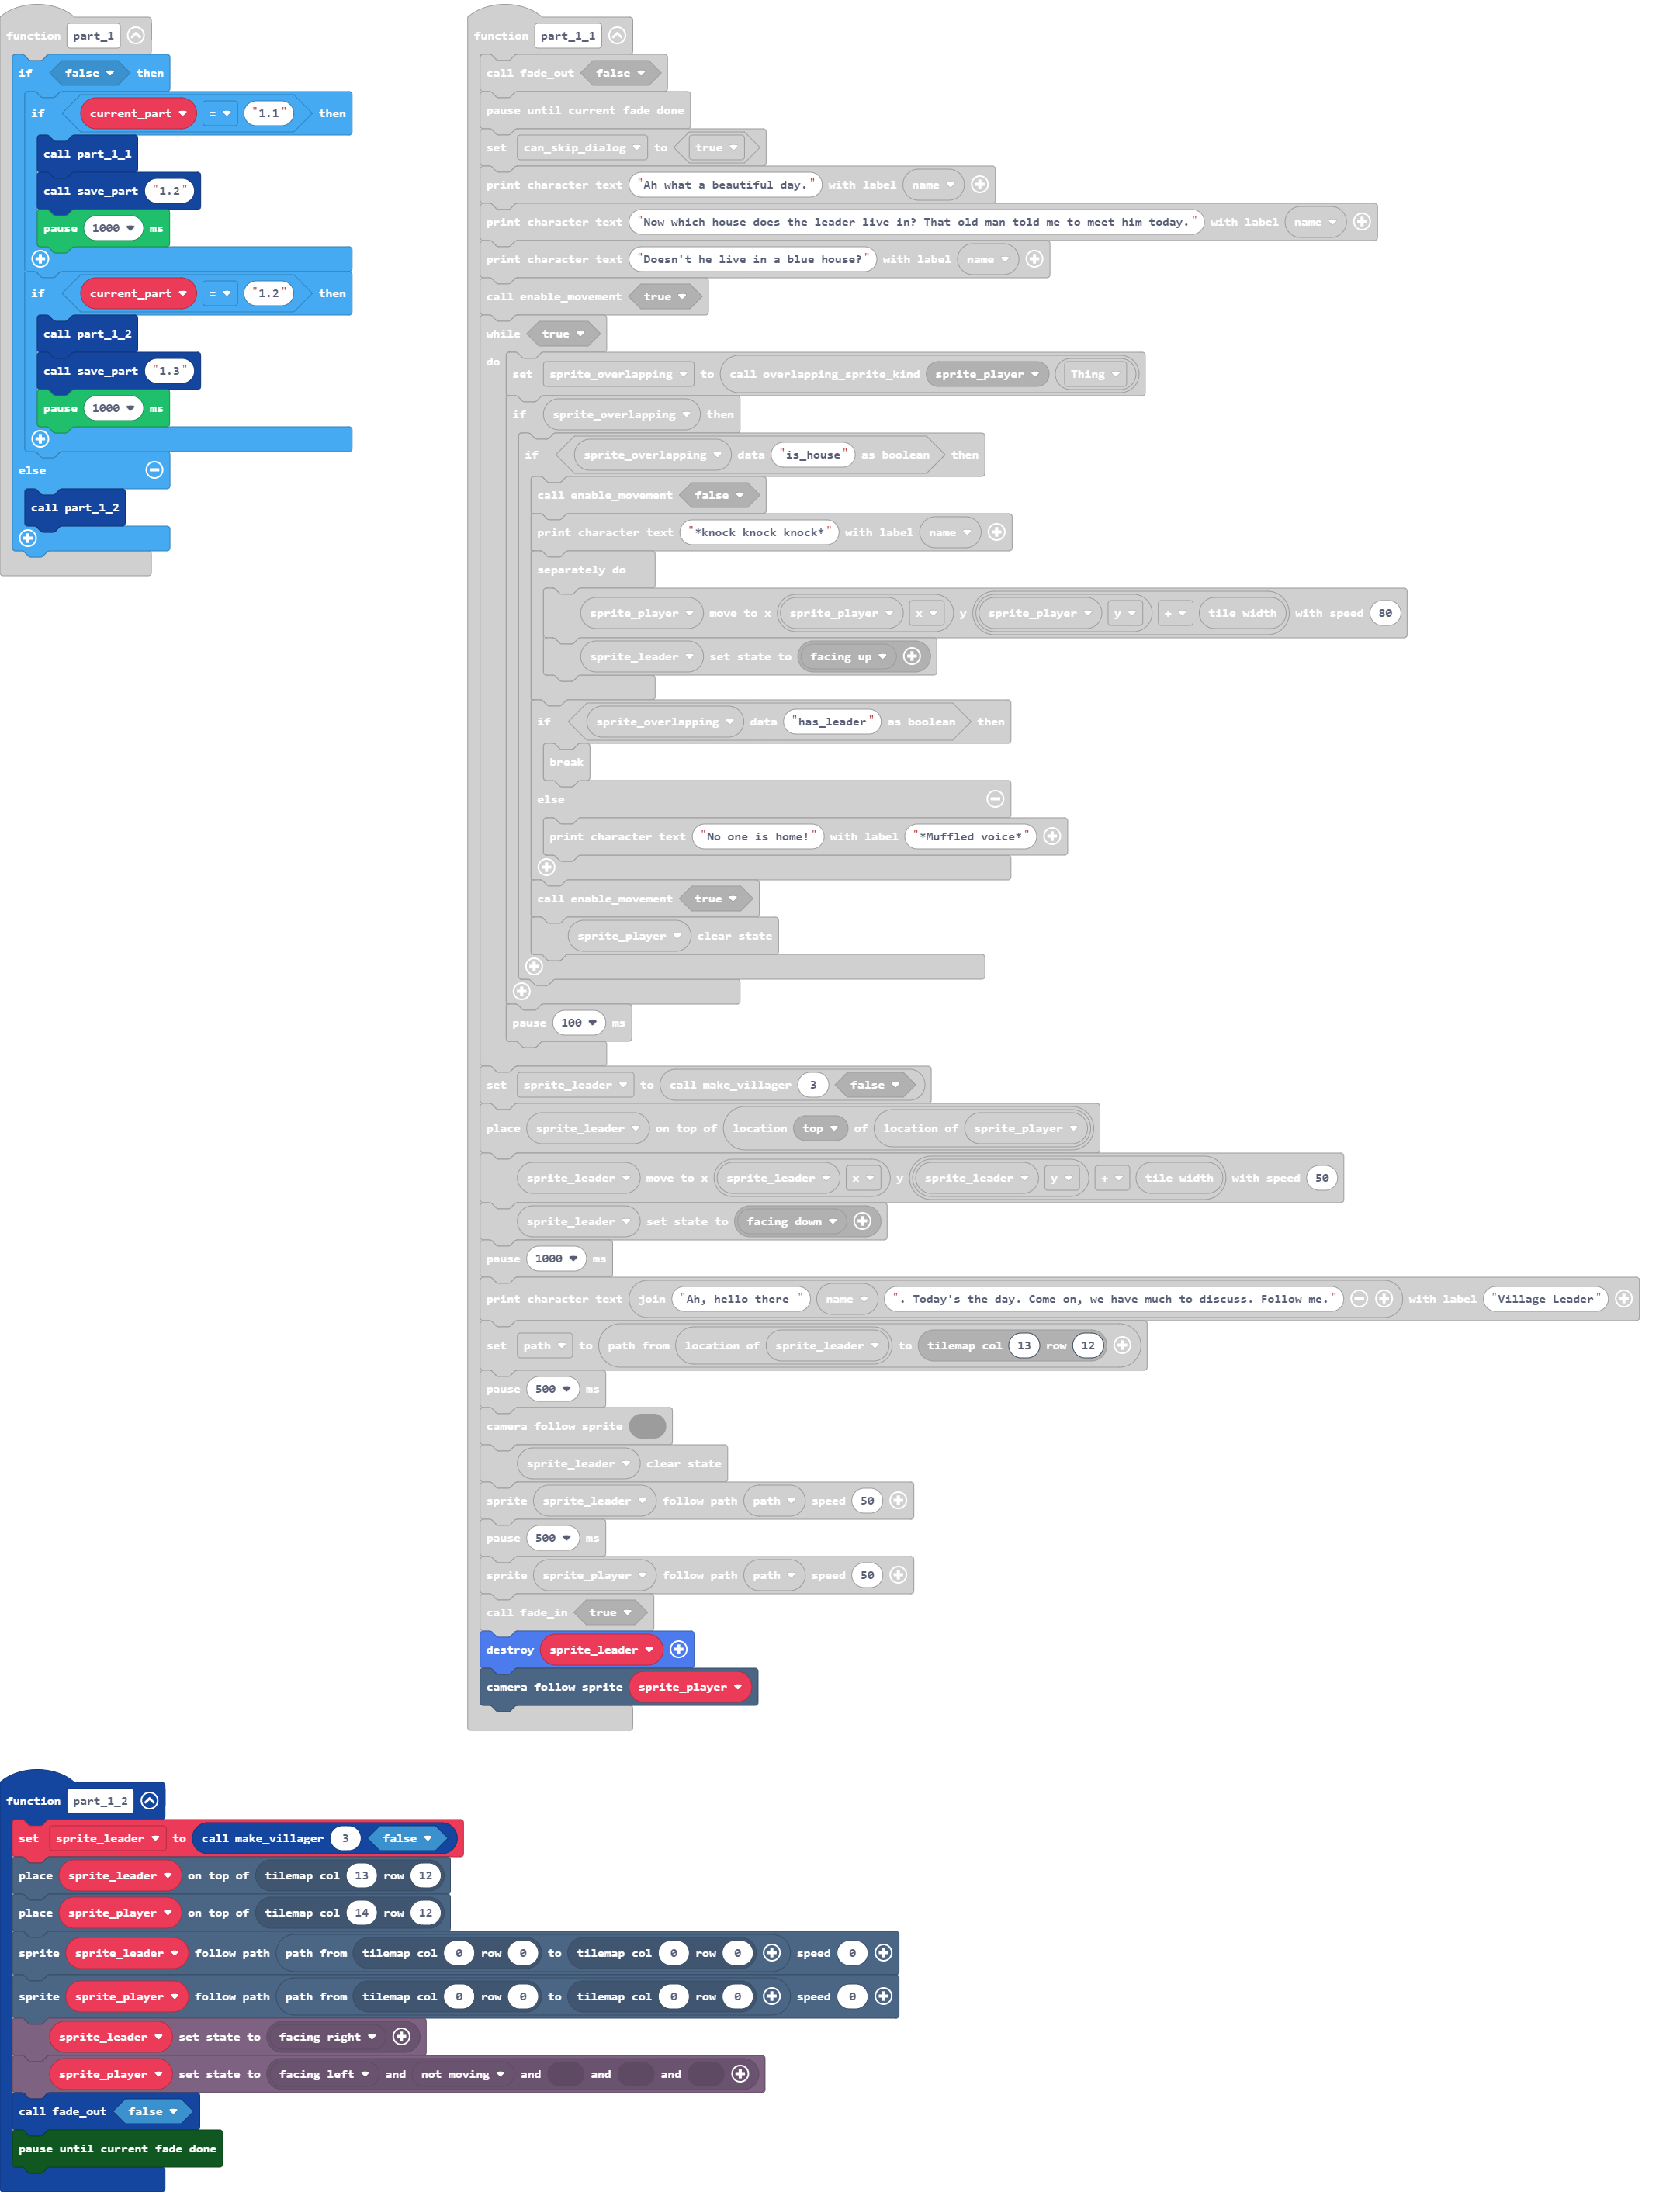 function part_1
if false then
if current_part = "1.1" then
call part_1_1
call save_part "1.2"
pause 1000 ms
if current_part = "1.2" then
call part_1_2
call save_part "1.3"
pause 1000 ms
else
call part_1_2
function part_1_1
call fade_out false
pause until current fade done
set can_skip_dialog to true
print character text "Ah what a beautiful day." with label name
print character text "Now which house does the leader live in? That old man told me to meet him today." with label name
print character text "Doesn't he live in a blue house?" with label name
call enable_movement true
while true
do
set sprite_overlapping to call overlapping_sprite_kind sprite_player Thing
if sprite_overlapping then
if sprite_overlapping data "is_house" as boolean then
call enable_movement false
print character text "*knock knock knock*" with label name
separately do
sprite_player move to x sprite_player x y sprite_player y + tile width with speed 80
sprite_leader set state to facing up
if sprite_overlapping data "has_leader" as boolean then
break
else
print character text "No one is home!" with label "*Muffled voice*"
call enable_movement true
sprite_player clear state
pause 100 ms
set sprite_leader to call make_villager 3 false
place sprite_leader on top of location top of location of sprite_player
sprite_leader move to x sprite_leader x y sprite_leader y + tile width with speed 50
sprite_leader set state to facing down
pause 1000 ms
print character text join "Ah, hello there " name ". Today's the day. Come on, we have much to discuss. Follow me." with label "Village Leader"
set path to path from location of sprite_leader to tilemap col 13 row 12
pause 500 ms
camera follow sprite
sprite_leader clear state
sprite sprite_leader follow path path speed 50
pause 500 ms
sprite sprite_player follow path path speed 50
call fade_in true
destroy sprite_leader
camera follow sprite sprite_player
function part_1_2
set sprite_leader to call make_villager 3 false
place sprite_leader on top of tilemap col 13 row 12
place sprite_player on top of tilemap col 14 row 12
sprite sprite_leader follow path path from tilemap col 0 row 0 to tilemap col 0 row 0 speed 0
sprite sprite_player follow path path from tilemap col 0 row 0 to tilemap col 0 row 0 speed 0
sprite_leader set state to facing right
sprite_player set state to facing left and not moving and and and
call fade_out false
pause until current fade done